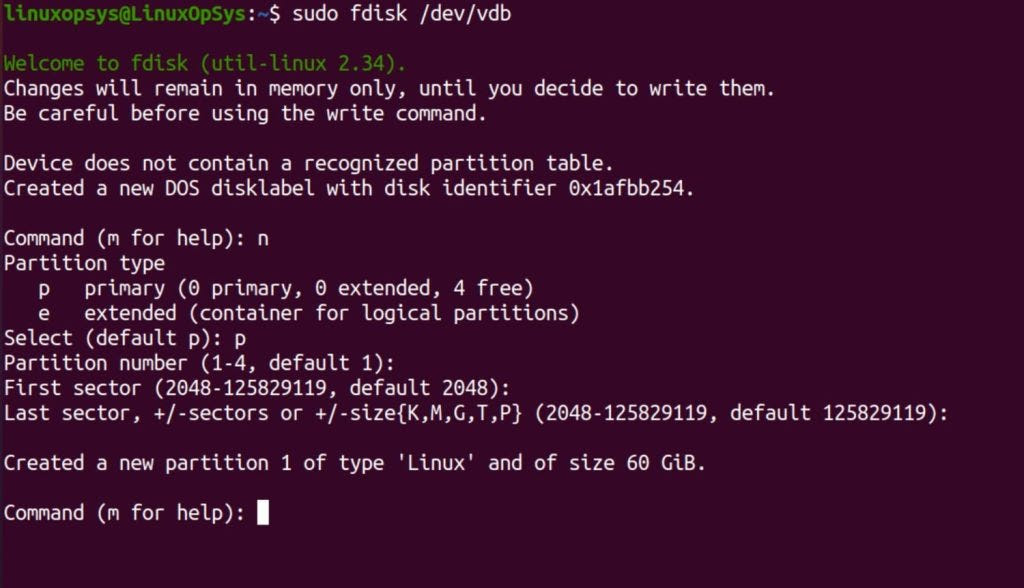 linuxopsys@LinuxOpSys:~$ sudo fdisk /dev/vdb
Welcome to fdisk (util-linux 2.34).
Changes will remain in memory only, until you decide to write them.
Be careful before using the write command.
Device does not contain a recognized partition table.
Created a new DOS disklabel with disk identifier 0x1afbb254.
Command (m for help): n
Partition type
   p   primary (0 primary, 0 extended, 4 free)
   e   extended (container for logical partitions)
Select (default p): p
Partition number (1-4, default 1):
First sector (2048-125829119, default 2048):
Last sector, +/-sectors or +/-size{K,M,G,T,P} (2048-125829119, default 125829119):
Created a new partition 1 of type 'Linux' and of size 60 GiB.
Command (m for help):